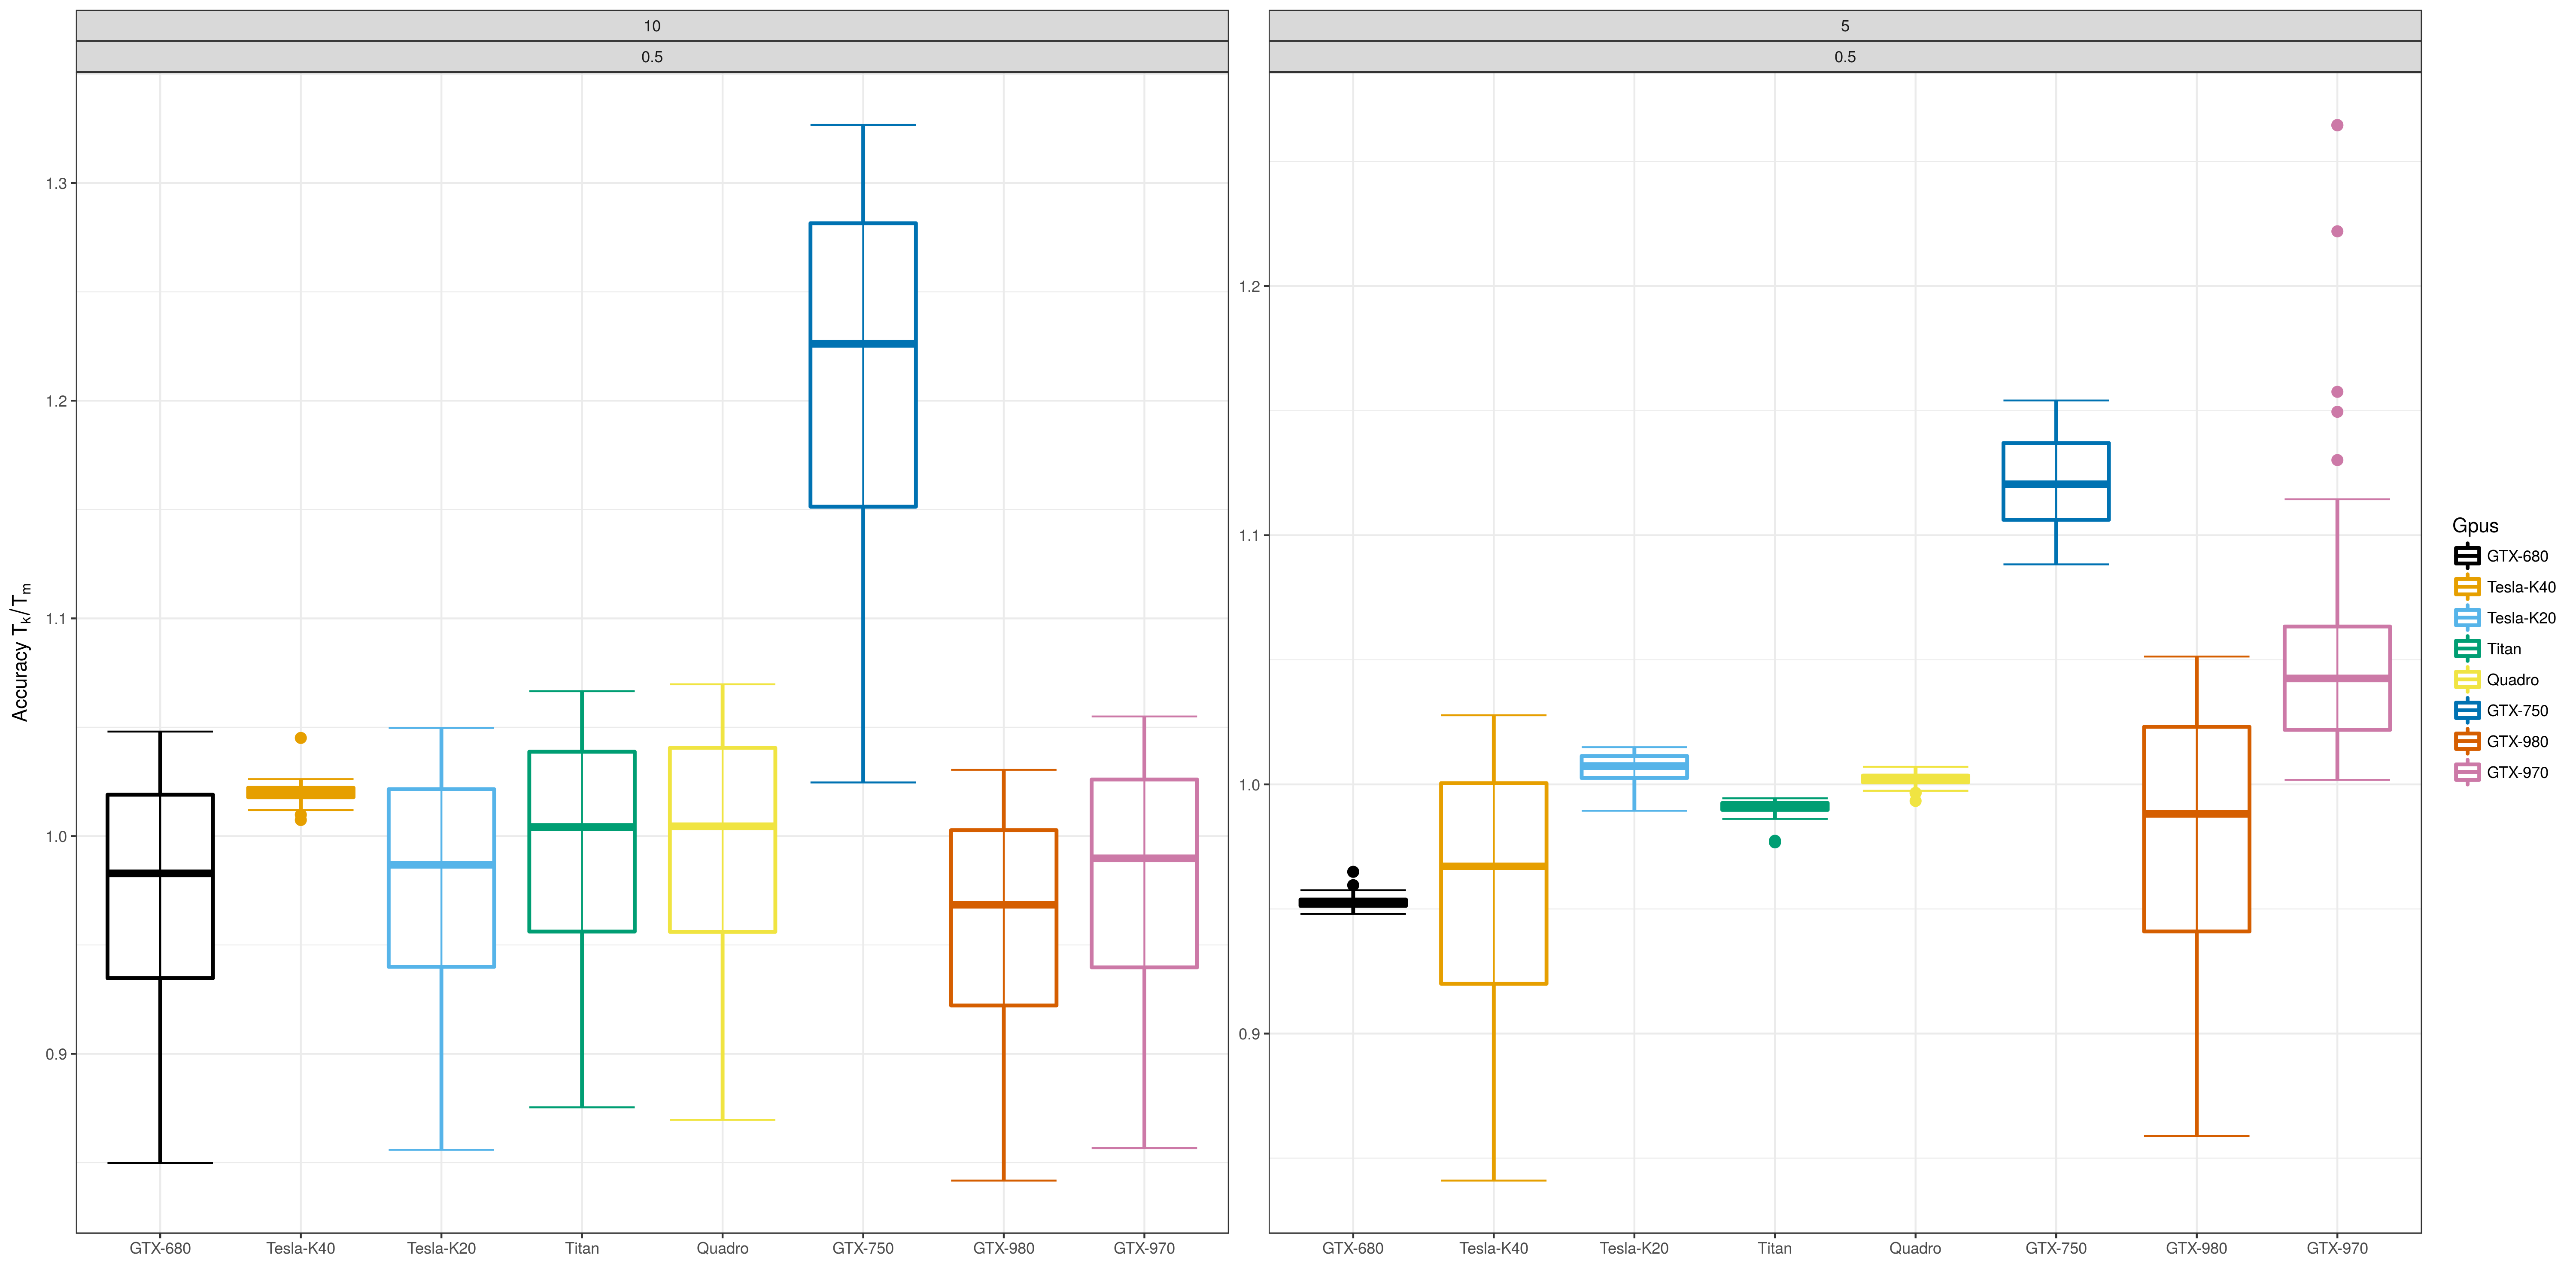 10
0.5
5
0.5
Accuracy Tk/Tm
1.3
1.2
1.1
1.0
0.9
GTX-680 Tesla-K40 Tesla-K20 Titan Quadro GTX-750 GTX-980 GTX-970
1.2
1.1
1.0
0.9
GTX-680 Tesla-K40 Tesla-K20 Titan Quadro GTX-750 GTX-980 GTX-970
Gpus
GTX-680
Tesla-K40
Tesla-K20
Titan
Quadro
GTX-750
GTX-980
GTX-970